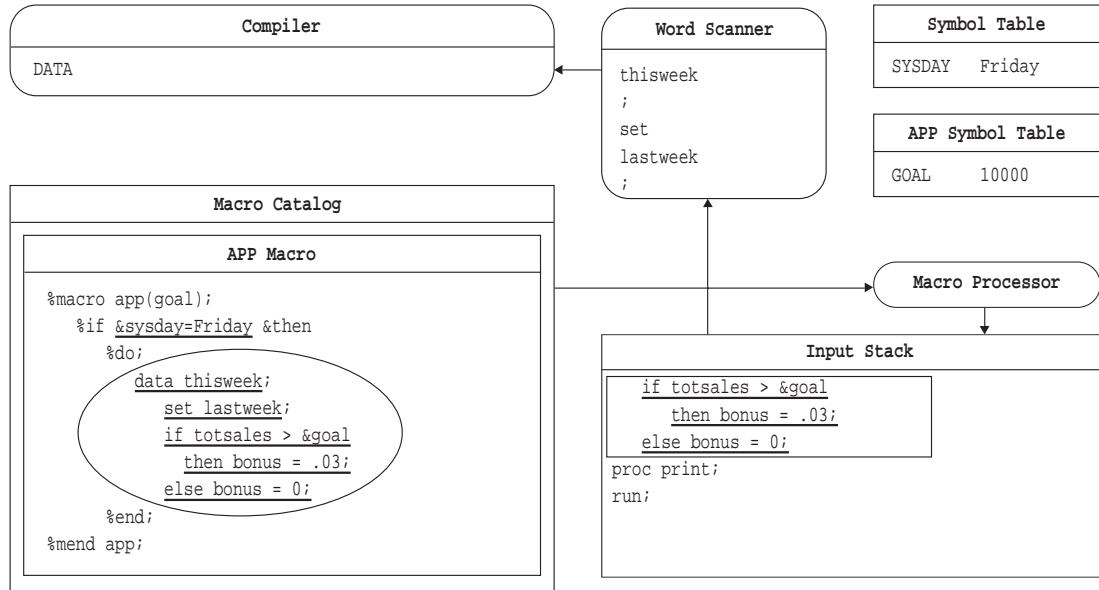 Compiler
DATA
Word Scanner
thisweek
;
set
lastweek
;
Symbol Table
SYSDAY Friday
APP Symbol Table
GOAL 10000
Macro Catalog
APP Macro
%macro app(goal);
%if &sysday=Friday &then
%do;
data thisweek;
set lastweek;
if totsales > &goal
then bonus = .03;
else bonus = 0;
%end;
%mend app;
Macro Processor
Input Stack
if totsales > &goal
then bonus = .03;
else bonus = 0;
proc print;
run;